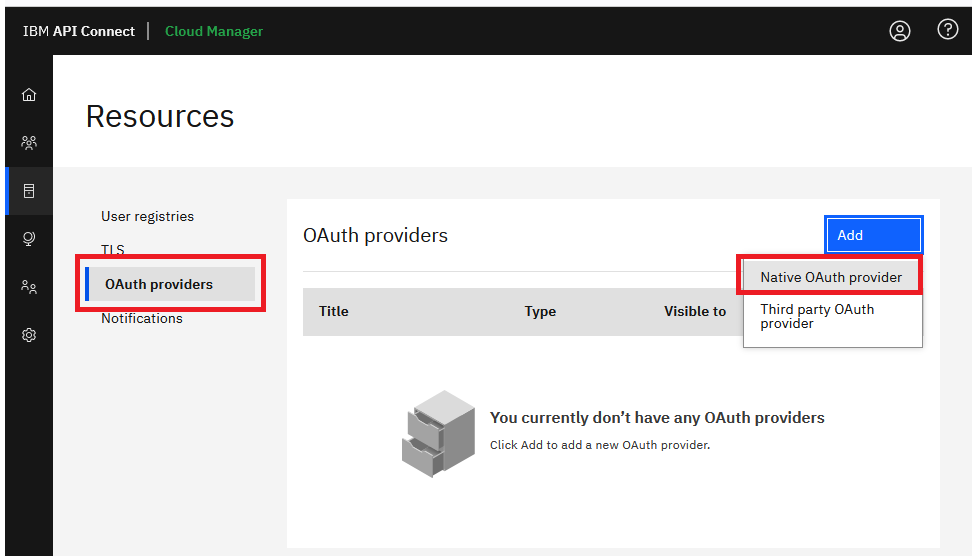 IBM API Connect | Cloud Manager
Resources
User registries
TLS
OAuth providers
Notifications
OAuth providers
Add
Native OAuth provider
Third party OAuth
provider
Title Type Visible to
You currently don’t have any OAuth providers
Click Add to add a new OAuth provider.